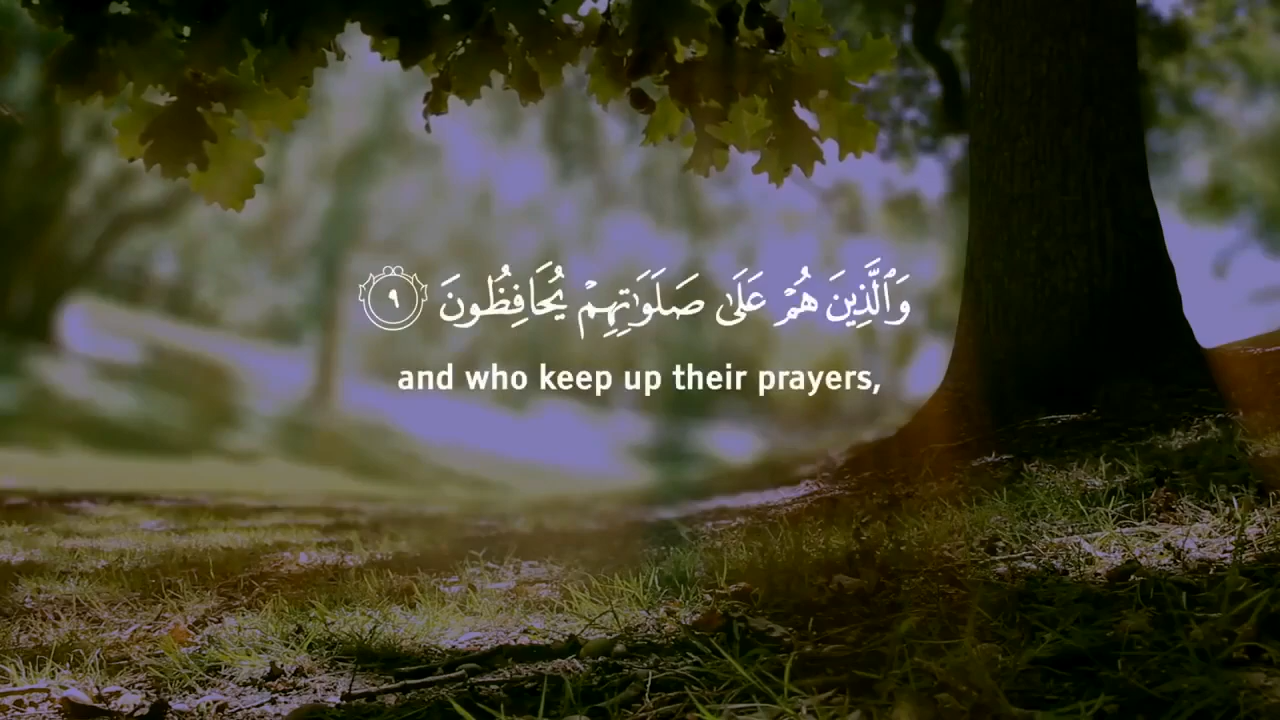 وَٱلَّذِينَ هُمْ عَلَىٰ صَلَوَٰتِهِمْ يُحَافِظُونَ ٩
and who keep up their prayers,